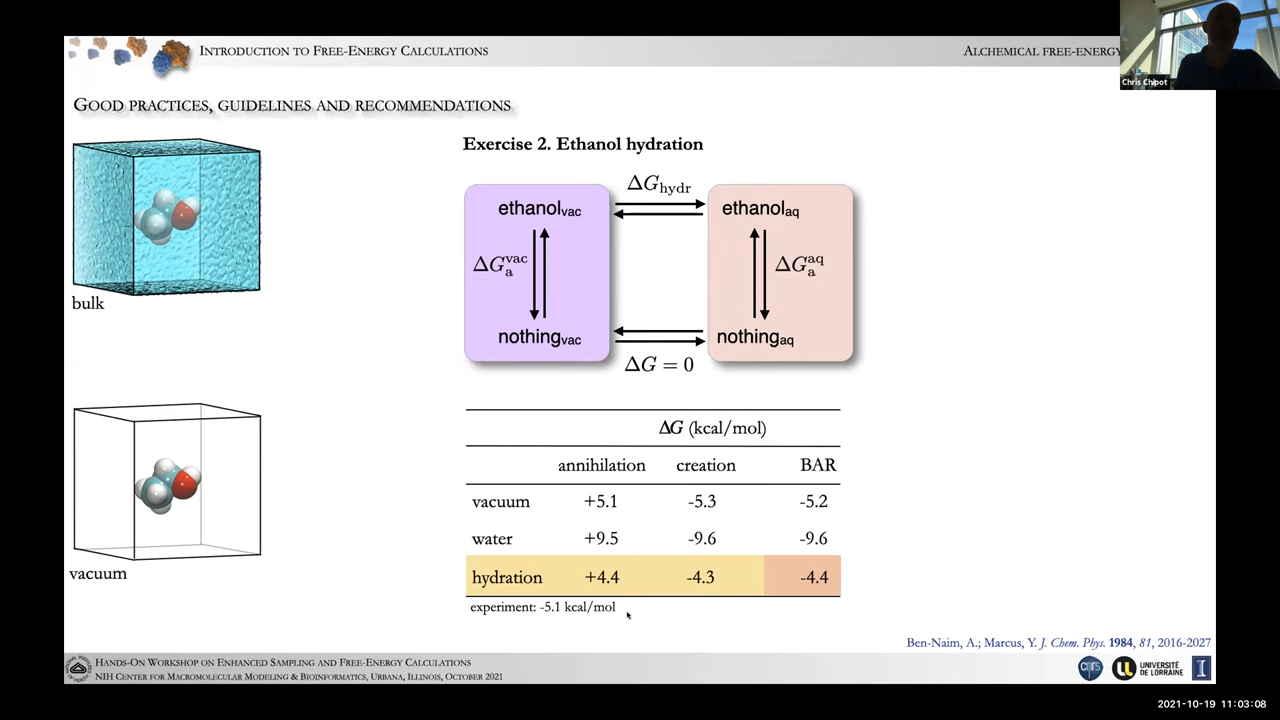 INTRODUCTION TO FREE-ENERGY CALCULATIONS
ALCHEMICAL FREE-ENERGY
Chris Chipot
GOOD PRACTICES, GUIDELINES AND RECOMMENDATIONS
bulk
vacuum
Exercise 2. Ethanol hydration
ΔG_hydr
ethanol_vac ethanol_aq
ΔG_a^vac ΔG_a^aq
nothing_vac nothing_aq
ΔG = 0
ΔG (kcal/mol)
annihilation creation BAR
vacuum +5.1 -5.3 -5.2
water +9.5 -9.6 -9.6
hydration +4.4 -4.3 -4.4
experiment: -5.1 kcal/mol
Ben-Naim, A.; Marcus, Y. J. Chem. Phys. 1984, 81, 2016-2027
HANDS-ON WORKSHOP ON ENHANCED SAMPLING AND FREE-ENERGY CALCULATIONS
NIH CENTER FOR MACROMOLECULAR MODELING & BIOINFORMATICS, URBANA, ILLINOIS, OCTOBER 2021
cnrs
UNIVERSITÉ
DE LORRAINE
2021-10-19 11:03:08